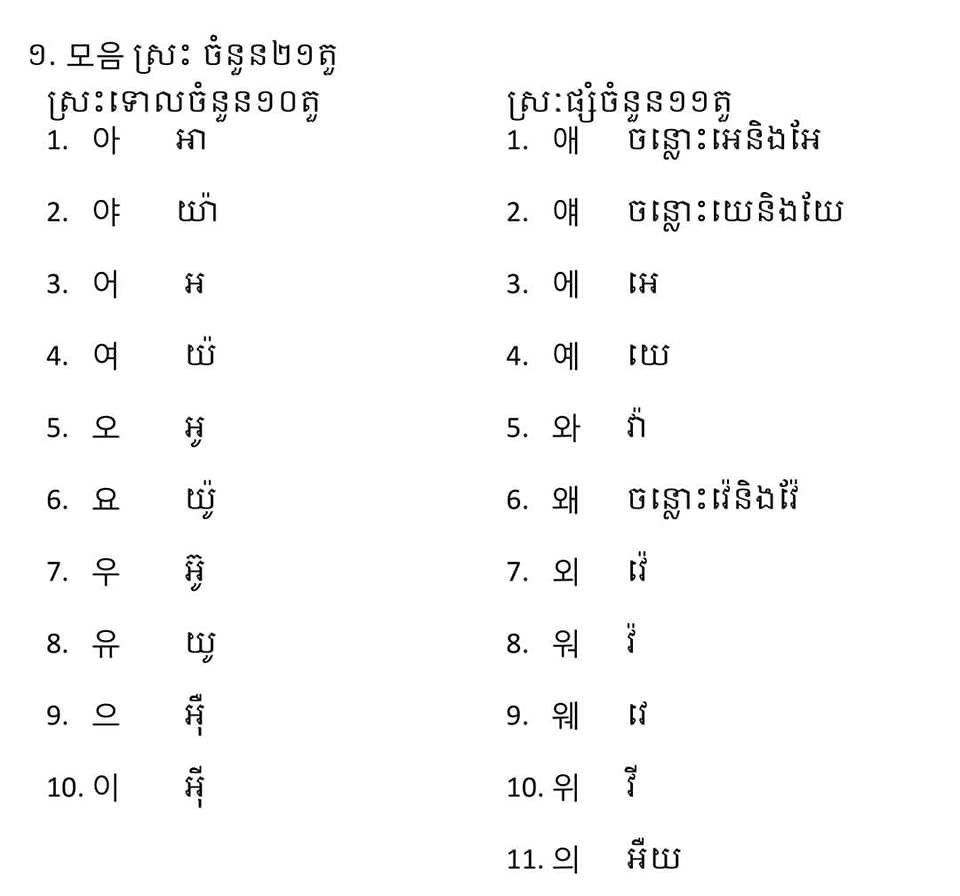 ១. 모음 ស្រះ ចំនួន២១តួ
ស្រះទោលចំនួន១០តួ
1. 아 អា
2. 야 យ៉ា
3. 어 អ
4. 여 យ៉
5. 오 អូ
6. 요 យ៉ូ
7. 우 អ៊ូ
8. 유 យូ
9. 으 អ៊ឺ
10. 이 អ៊ី
ស្រៈផ្សំចំនួន១១តួ
1. 애 ចន្លោះអេនិងអែ
2. 얘 ចន្លោះយេនិងយែ
3. 에 អេ
4. 예 យេ
5. 와 វ៉ា
6. 왜 ចន្លោះវ៉េនិងវ៉ែ
7. 외 វ៉េ
8. 워 វ៉
9. 웨 វេ
10. 위 វី
11. 의 អឺយ